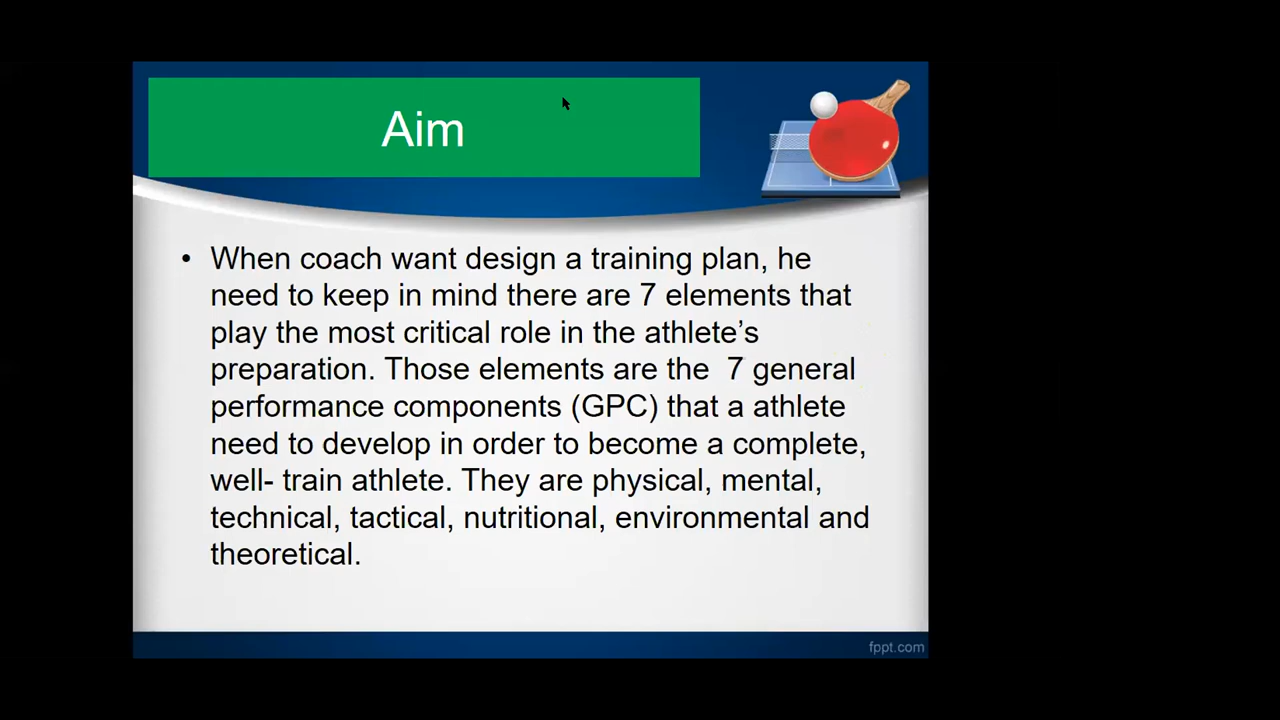 Aim
• When coach want design a training plan, he
need to keep in mind there are 7 elements that
play the most critical role in the athlete’s
preparation. Those elements are the  7 general
performance components (GPC) that a athlete
need to develop in order to become a complete,
well- train athlete. They are physical, mental,
technical, tactical, nutritional, environmental and
theoretical.
fppt.com